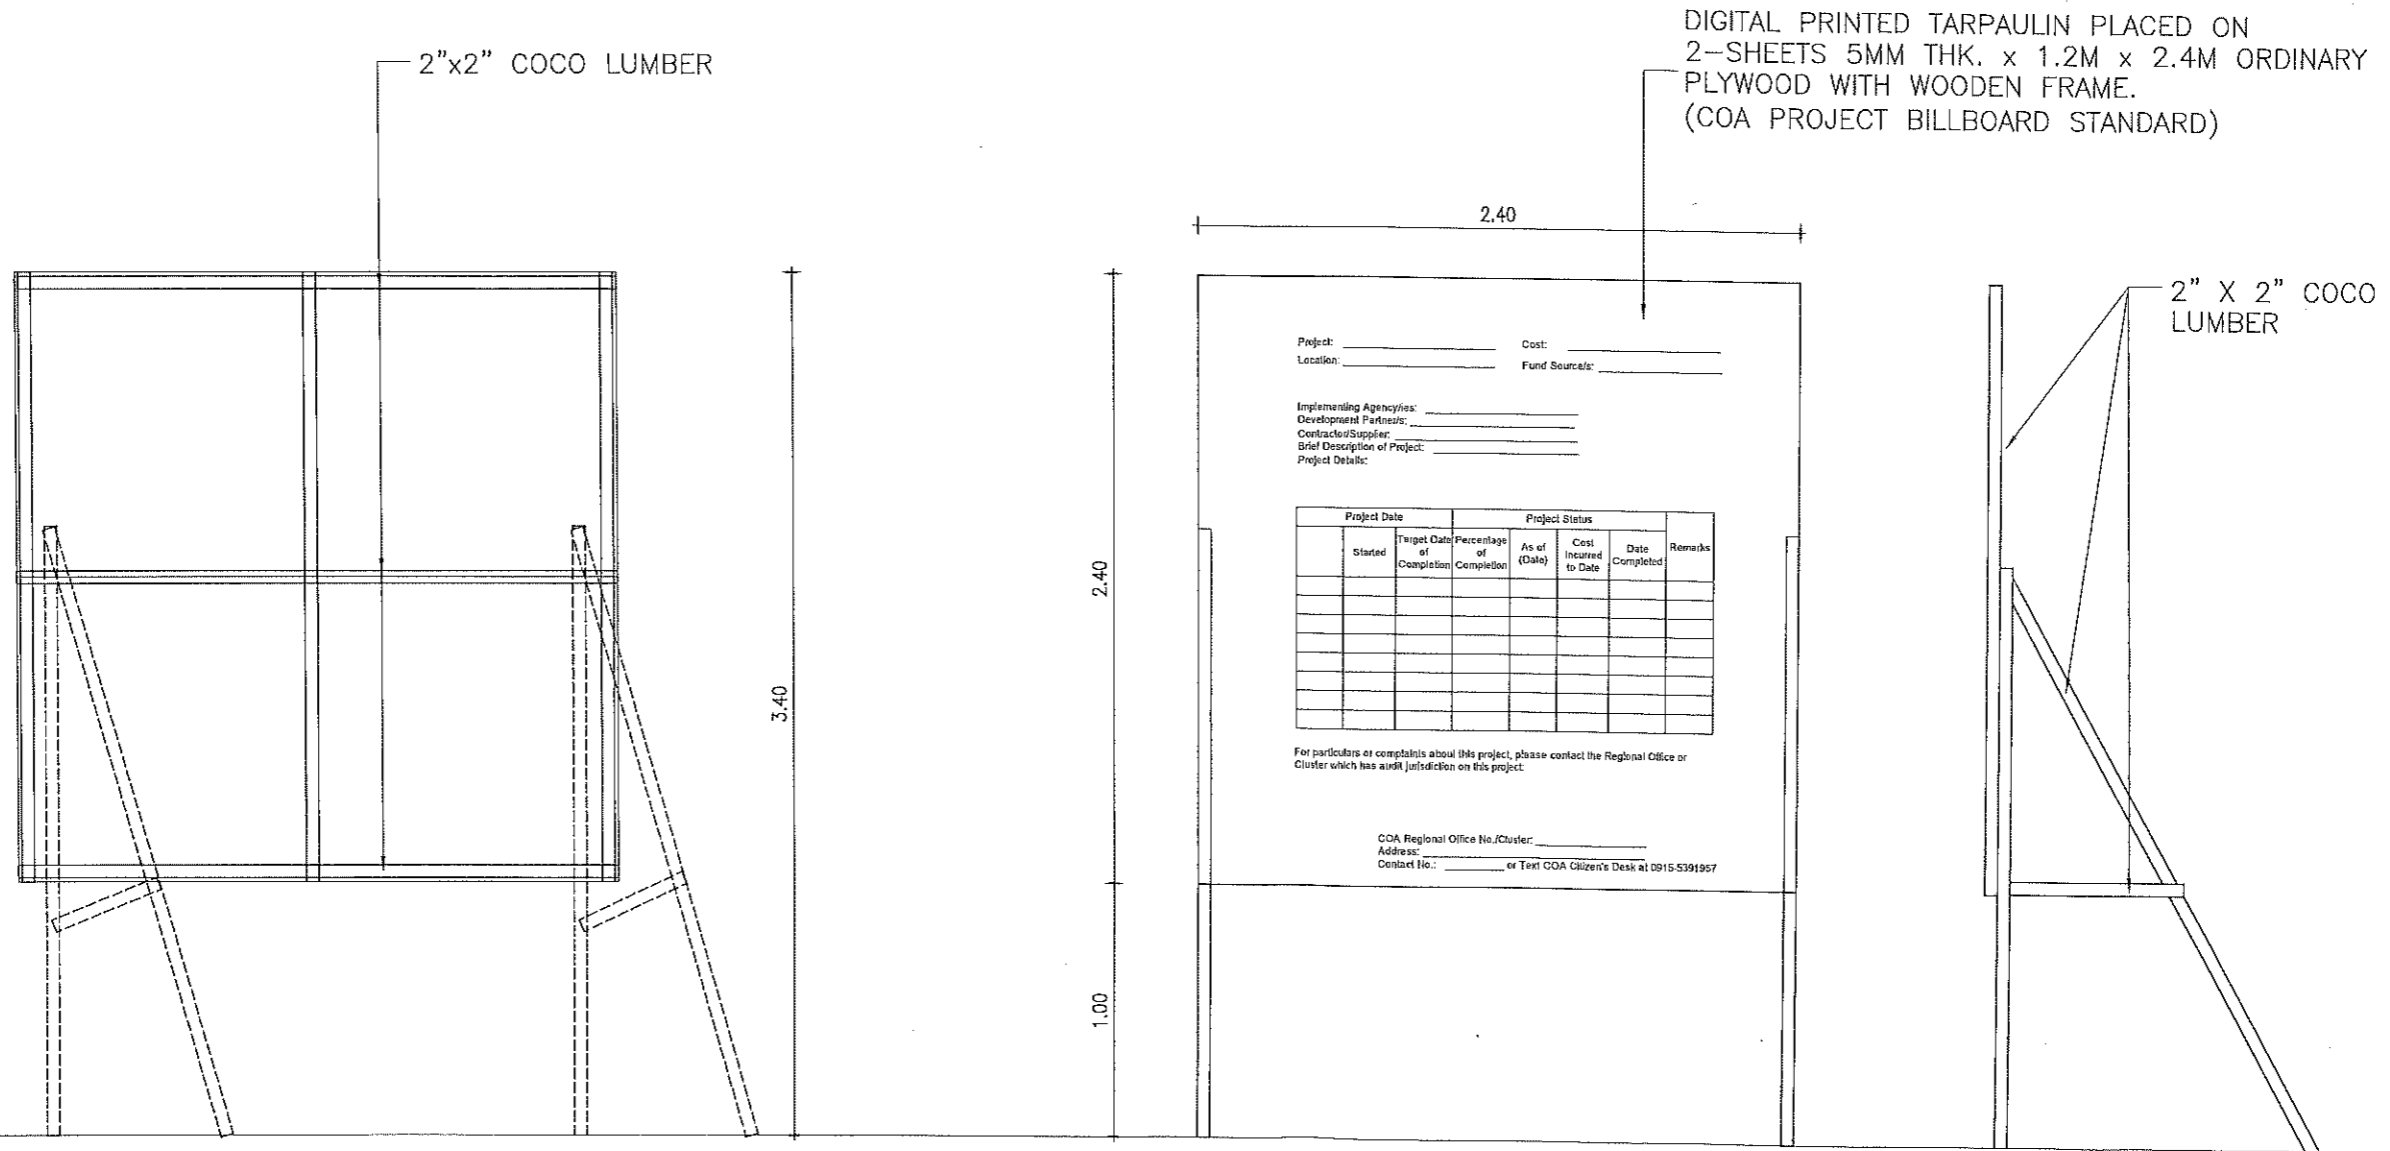 2"x2" COCO LUMBER
DIGITAL PRINTED TARPAULIN PLACED ON
2-SHEETS 5MM THK. x 1.2M x 2.4M ORDINARY
PLYWOOD WITH WOODEN FRAME.
(COA PROJECT BILLBOARD STANDARD)
2.40
2" X 2" COCO
LUMBER
3.40
2.40
1.00
Project: Cost:
Location: Fund Source/s:
Implementing Agency/ies:
Development Partner/s:
Contractor/Supplier:
Brief Description of Project:
Project Details:
Project Date Project Status Remarks
Started
Target Date
of
Completion
Percentage
of
Completion
As of
(Date)
Cost
Incurred
to Date
Date
Completed
For particulars or complaints about this project, please contact the Regional Office or
Cluster which has audit jurisdiction on this project:
COA Regional Office No./Cluster:
Address:
Contact No.: or Text COA Citizen's Desk at 0915-5391957